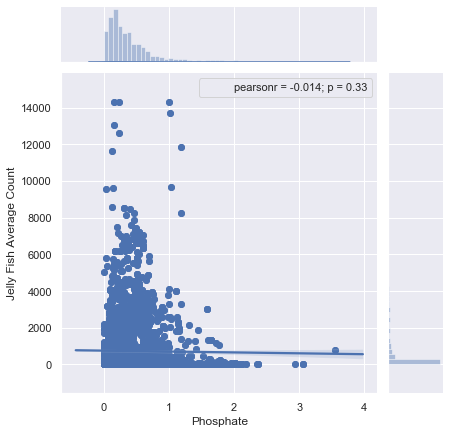 pearsonr = -0.014; p = 0.33
14000
12000
10000
8000
6000
4000
2000
0
Jelly Fish Average Count
0 1 2 3 4
Phosphate